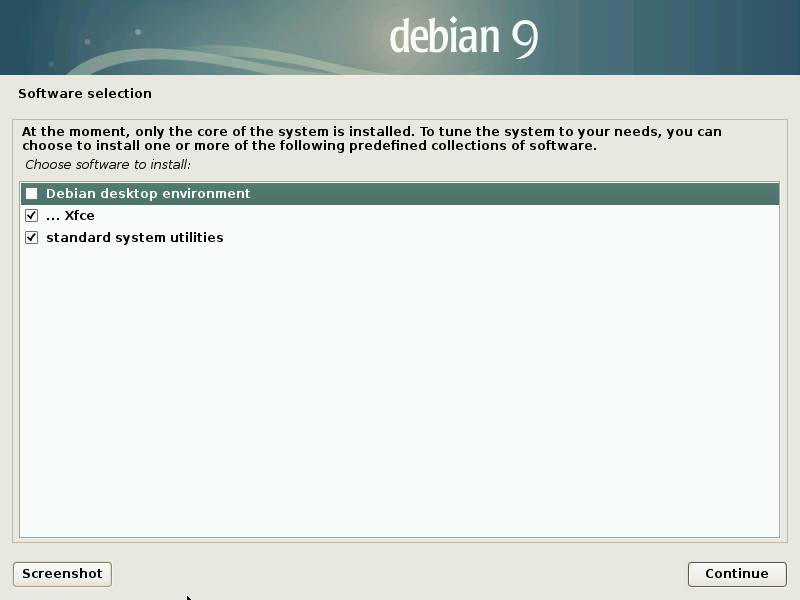 debian 9
Software selection
At the moment, only the core of the system is installed. To tune the system to your needs, you can
choose to install one or more of the following predefined collections of software.
Choose software to install:
Debian desktop environment
... Xfce
standard system utilities
Screenshot
Continue